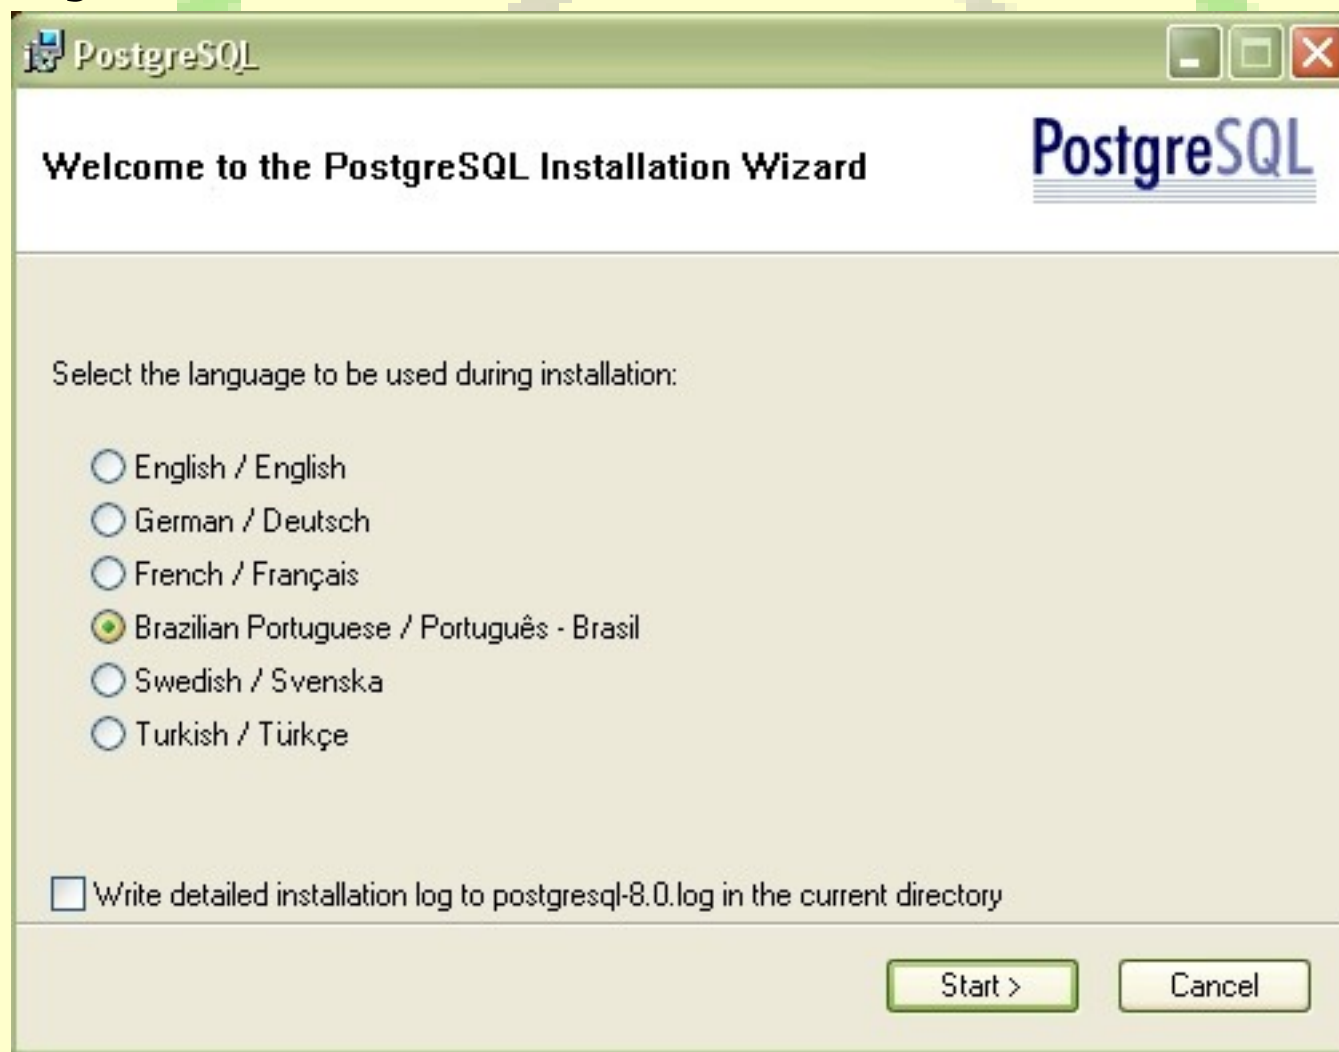 PostgreSQL
Welcome to the PostgreSQL Installation Wizard
PostgreSQL
Select the language to be used during installation:
English / English
German / Deutsch
French / Français
Brazilian Portuguese / Português - Brasil
Swedish / Svenska
Turkish / Türkçe
Write detailed installation log to postgresql-8.0.log in the current directory
Start >
Cancel